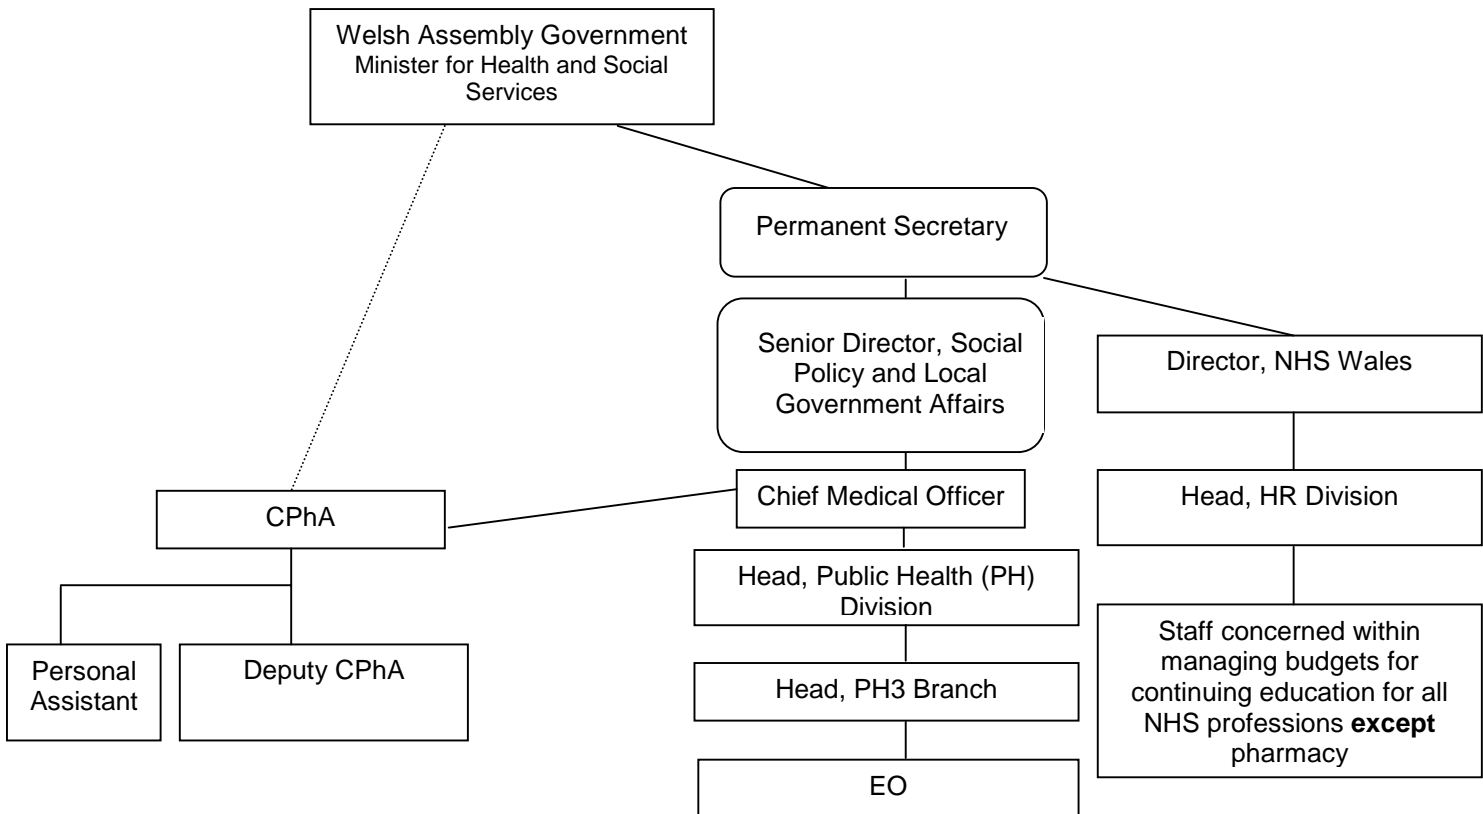 Welsh Assembly Government
Minister for Health and Social
Services
Permanent Secretary
Senior Director, Social
Policy and Local
Government Affairs
Director, NHS Wales
CPhA
Chief Medical Officer
Head, HR Division
Head, Public Health (PH)
Division
Personal
Assistant
Deputy CPhA
Head, PH3 Branch
Staff concerned within
managing budgets for
continuing education for all
NHS professions except
pharmacy
EO